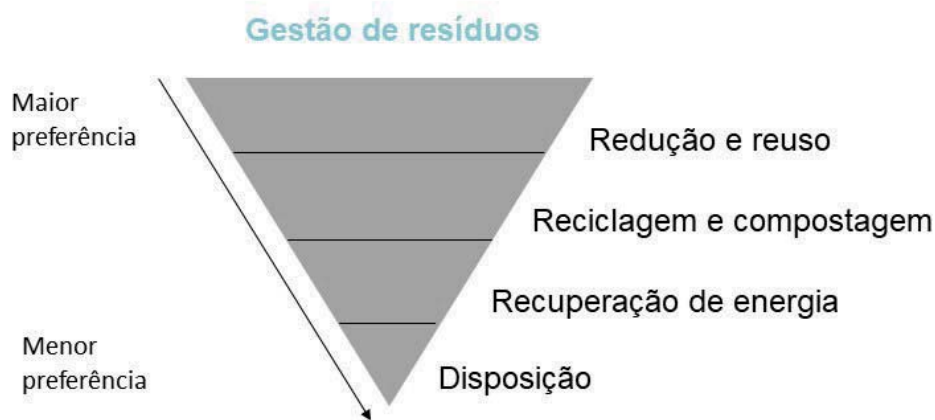 Gestão de resíduos
Maior
preferência
Redução e reuso
Reciclagem e compostagem
Recuperação de energia
Menor
preferência
Disposição